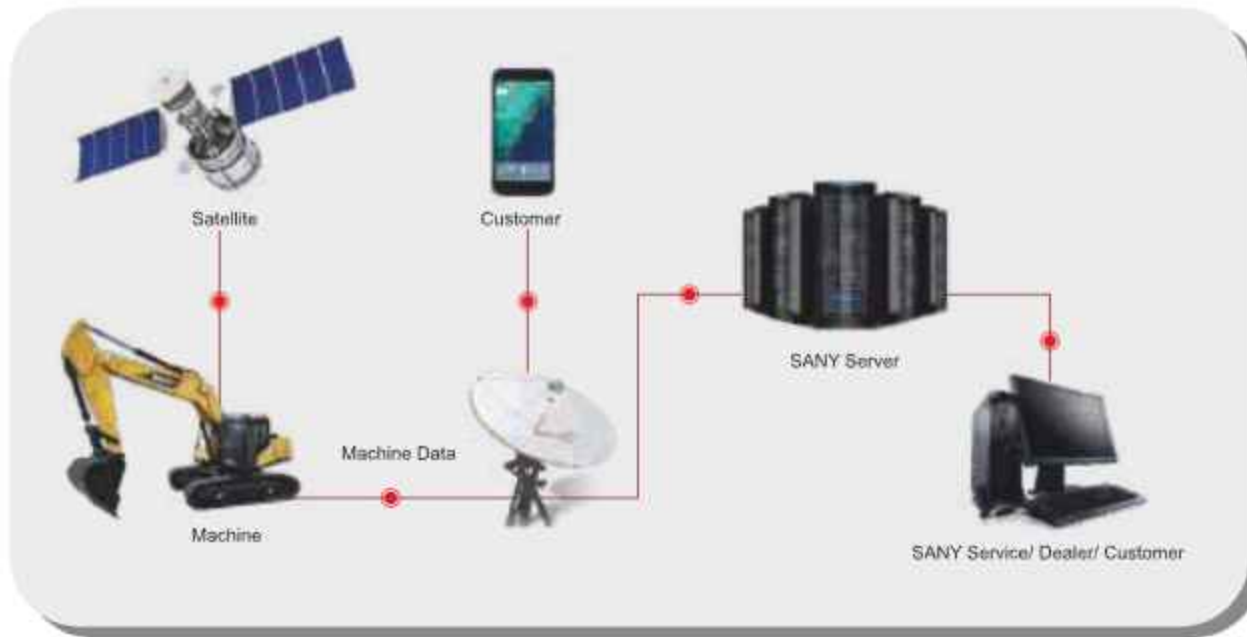 Satellite
Customer
SANY Server
Machine Data
Machine
SANY Service/ Dealer/ Customer